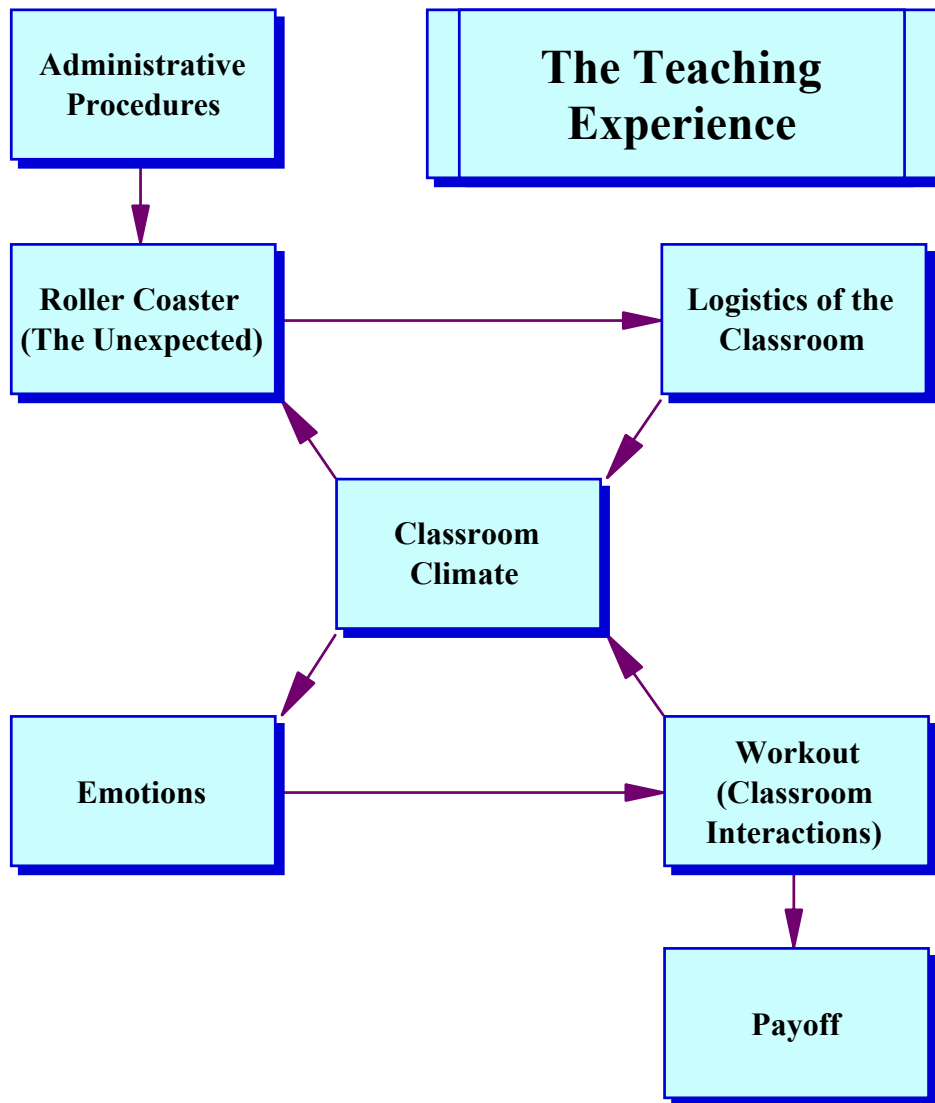 Administrative
Procedures
The Teaching
Experience
Roller Coaster
(The Unexpected)
Logistics of the
Classroom
Classroom
Climate
Emotions
Workout
(Classroom
Interactions)
Payoff